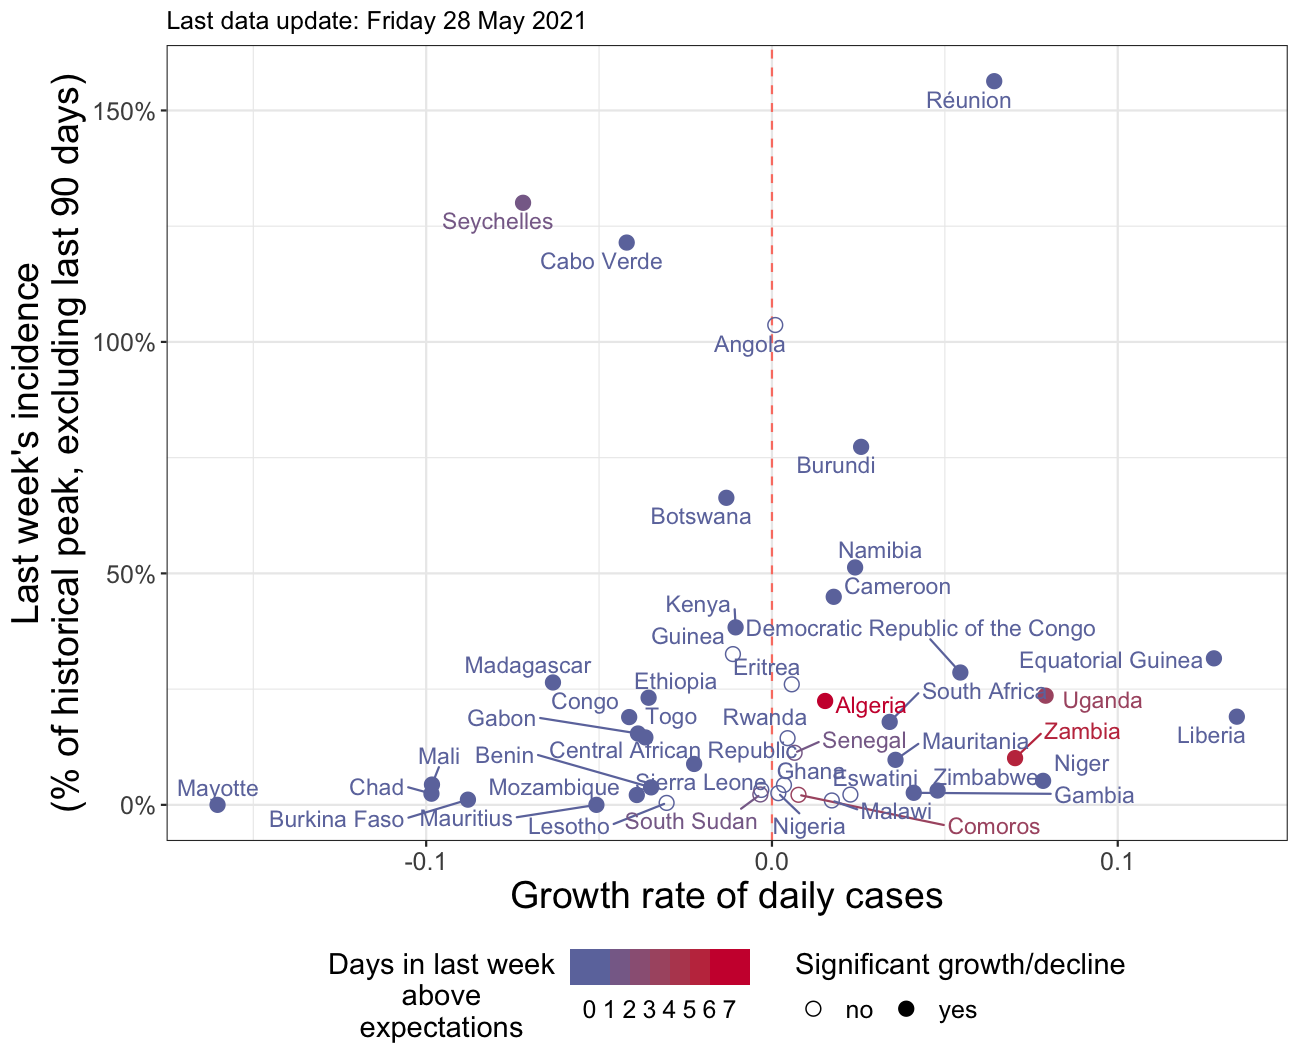 Last data update: Friday 28 May 2021
Last week's incidence
(% of historical peak, excluding last 90 days)
150%
100%
50%
0%
Réunion
Seychelles
Cabo Verde
Angola
Burundi
Botswana
Namibia
Cameroon
Kenya
Democratic Republic of the Congo
Guinea
Equatorial Guinea
Madagascar
Eritrea
Ethiopia
South Africa
Uganda
Congo
Algeria
Gabon
Togo
Rwanda
Zambia
Liberia
Senegal
Mauritania
Central African Republic
Mali
Benin
Niger
Ghana
Eswatini
Zimbabwe
Sierra Leone
Mayotte
Chad
Mozambique
Gambia
Malawi
Burkina Faso
Mauritius
South Sudan
Lesotho
Nigeria
Comoros
-0.1
0.0
0.1
Growth rate of daily cases
Days in last week
above
expectations
0 1 2 3 4 5 6 7
Significant growth/decline
no
yes